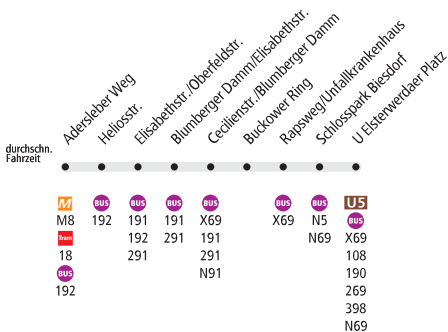 Adersleber Weg
Heliosstr.
Elisabethstr./Oberfeldstr.
Blumberger Damm/Elisabethstr.
Cecilienstr./Blumberger Damm
Buckower Ring
Rapsweg/Unfallkrankenhaus
Schlosspark Biesdorf
U Elsterwerdaer Platz
durchschn.
Fahrzeit
M
M8
Tram
18
BUS
192
BUS
192
BUS
191
192
291
BUS
191
291
BUS
X69
191
291
N91
BUS
X69
BUS
N5
N69
U5
BUS
X69
108
190
269
398
N69